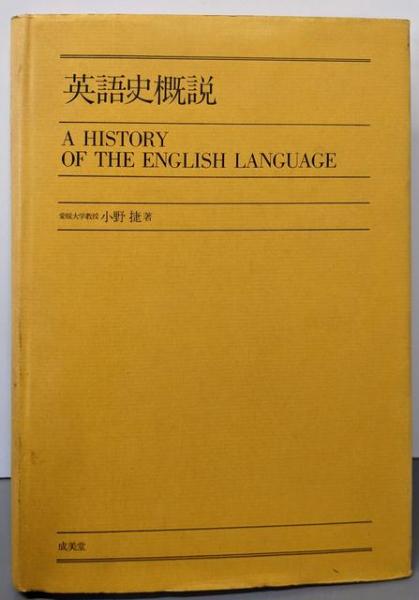 英語史概説
A HISTORY
OF THE ENGLISH LANGUAGE
愛媛大学教授 小野 捷 著
成美堂